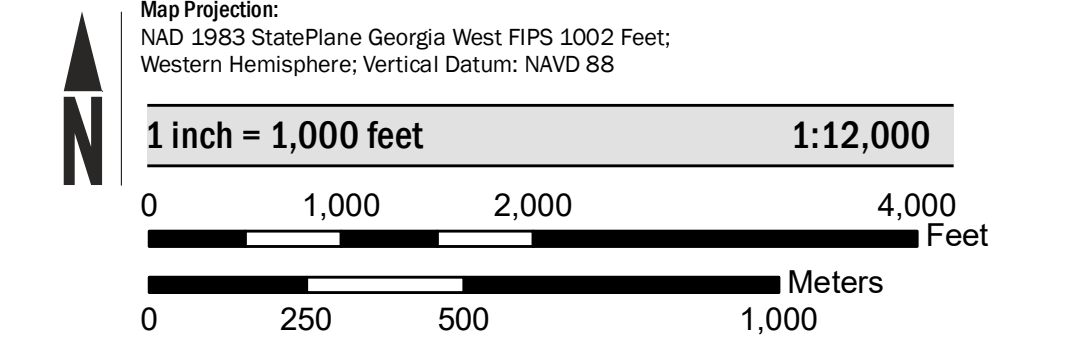 Map Projection:
NAD 1983 StatePlane Georgia West FIPS 1002 Feet;
Western Hemisphere; Vertical Datum: NAVD 88
N
1 inch = 1,000 feet 1:12,000
0 1,000 2,000 4,000
Feet
Meters
0 250 500 1,000